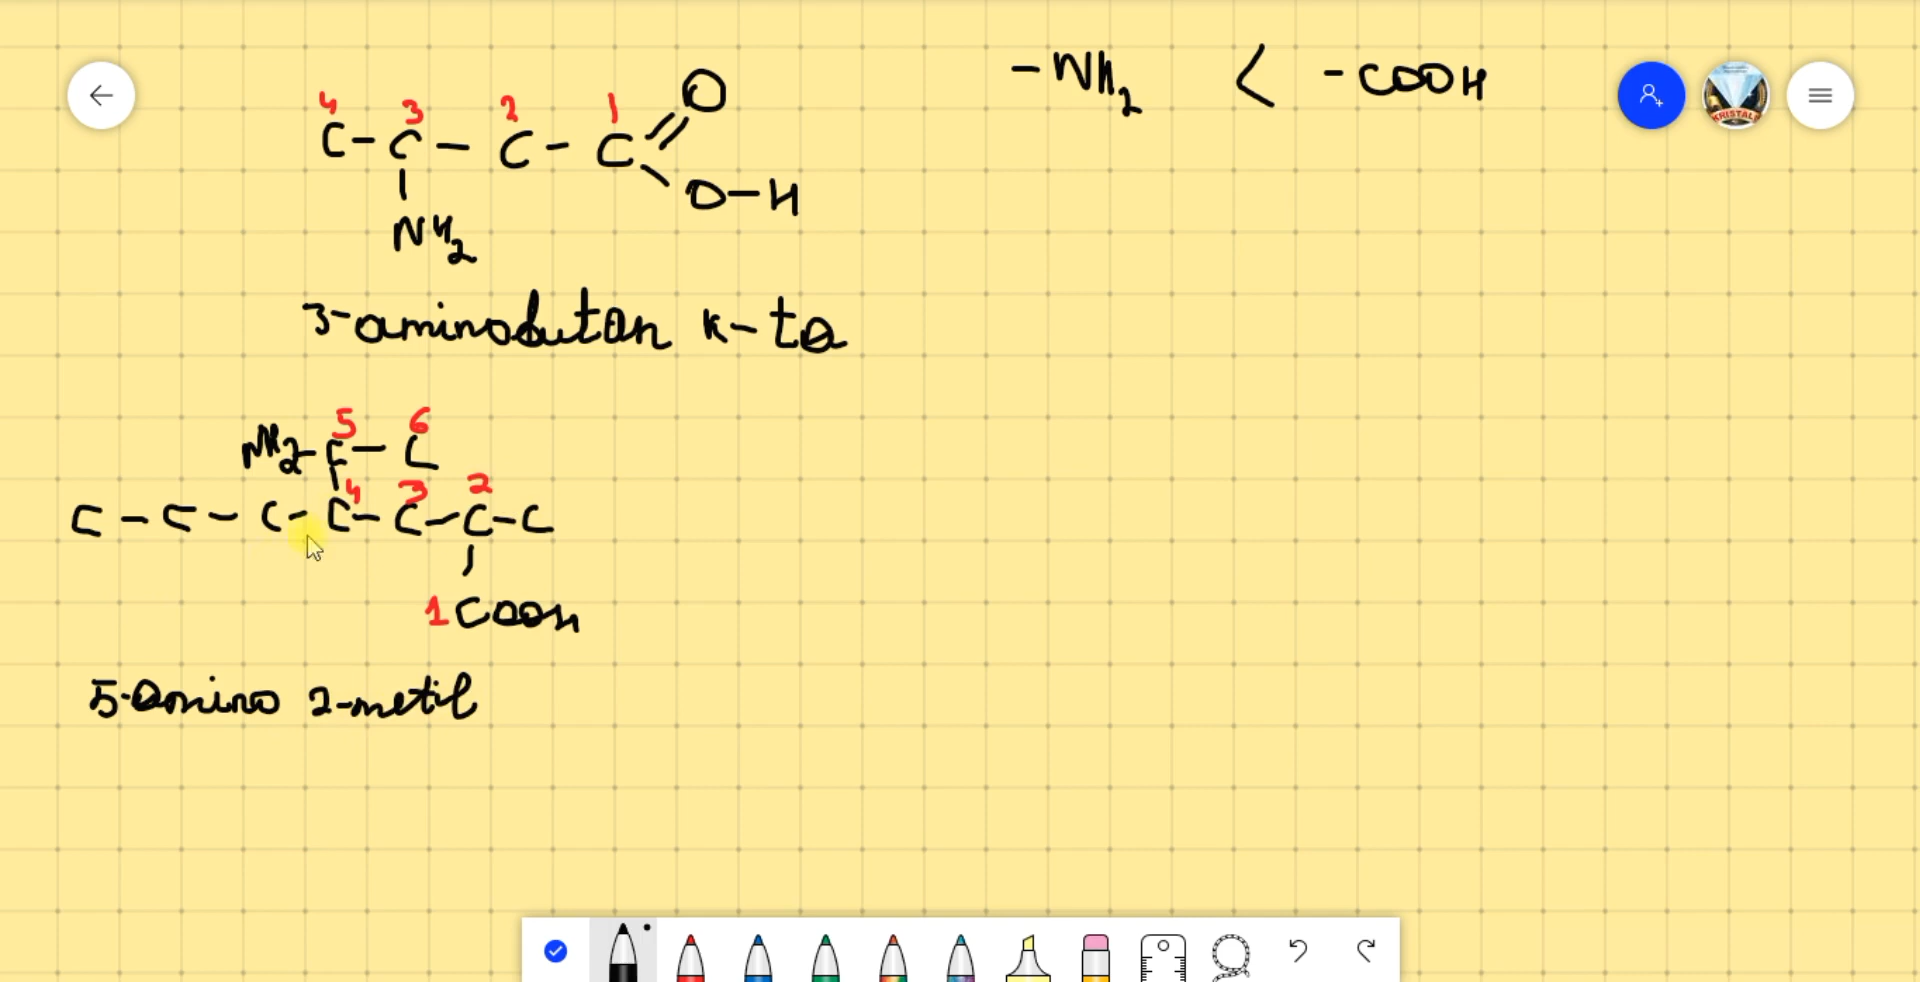 -NH2 < -COOH
4 3 2 1 O
C-C-C-C
O-H
NH2
3-aminobutan k-ta
5 6
NH2-C-C
4 3 2
C-C-C-C-C-C-C
1 COOH
5-amino 2-metil
KRISTALL